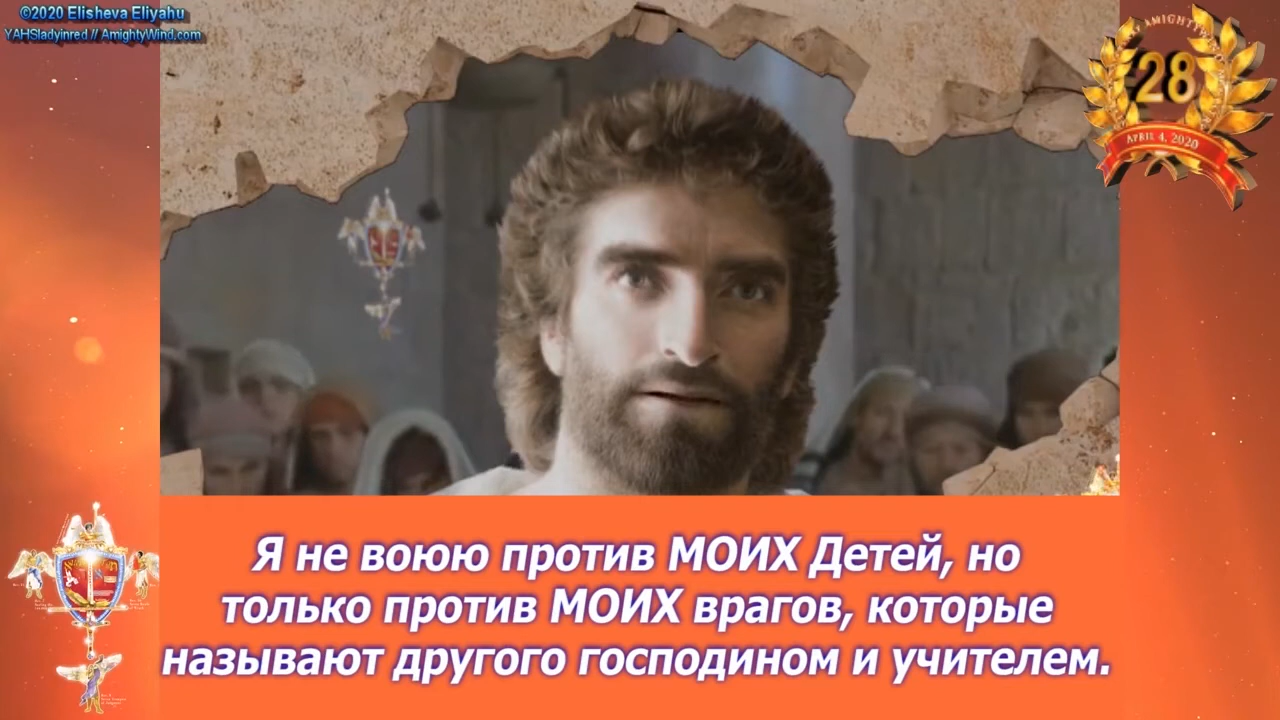 ©2020 Elisheva Eliyahu
YAHSladyinred // AmightyWind.com
AMIGHTYWIND
28
APRIL 4, 2020
Я не воюю против МОИХ Детей, но
только против МОИХ врагов, которые
называют другого господином и учителем.